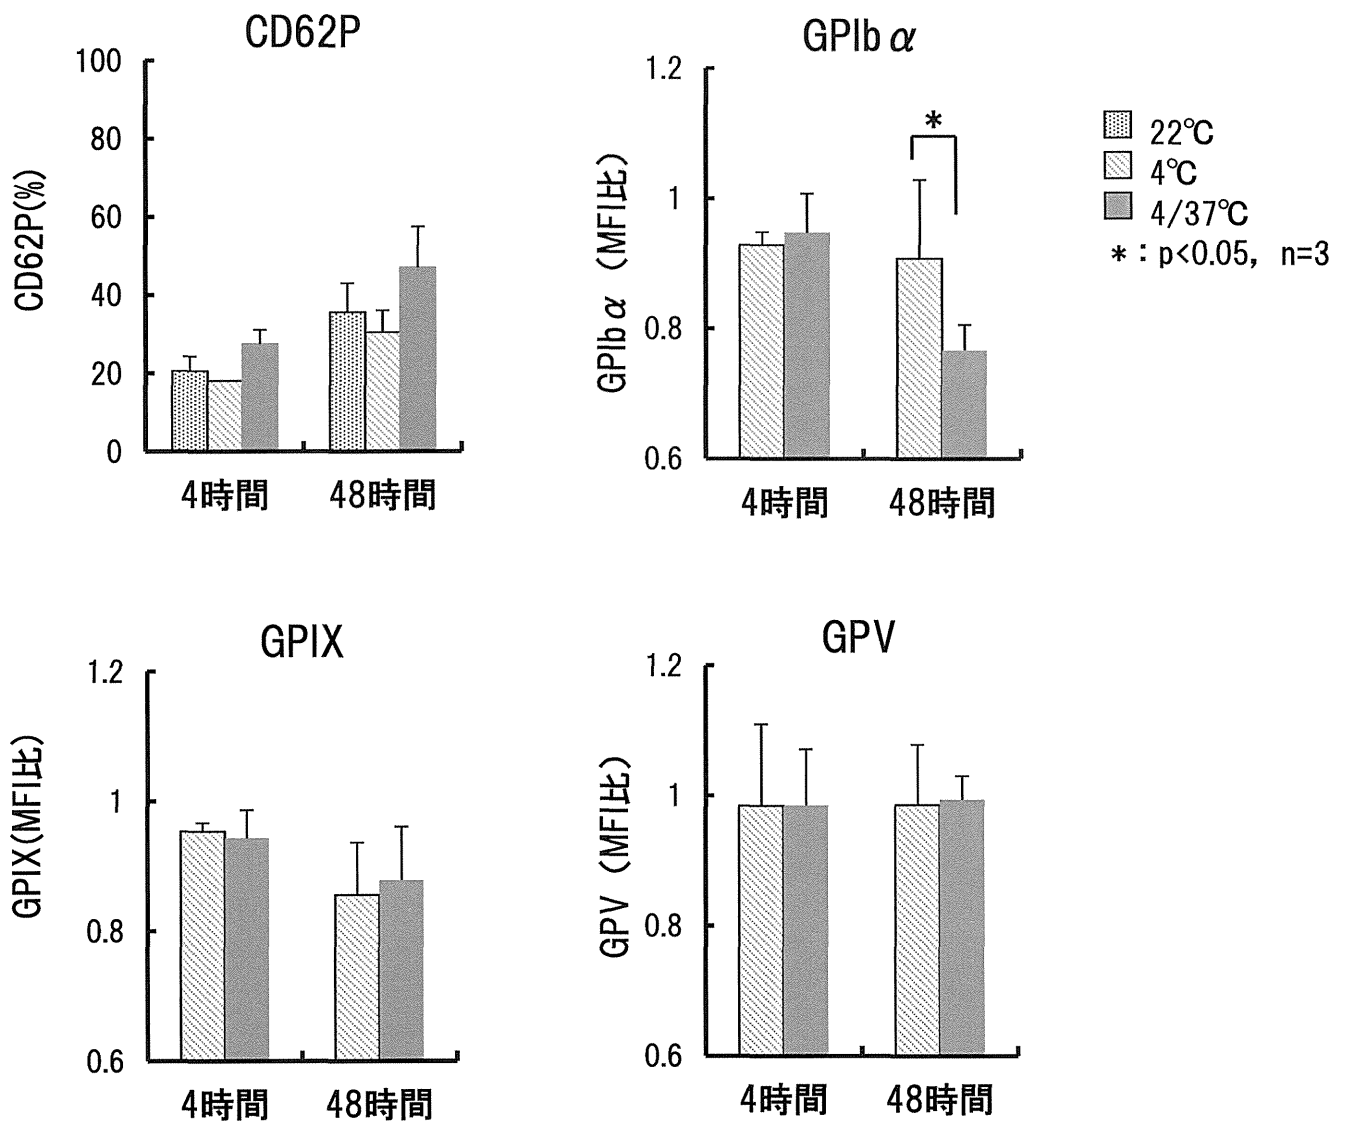 CD62P
CD62P(%)
100
80
60
40
20
0
4時間 48時間
GPIbα
GPIbα (MFI比)
1.2
1
0.8
0.6
*
4時間 48時間
22℃
4℃
4/37℃
*：p<0.05, n=3
GPIX
GPIX(MFI比)
1.2
1
0.8
0.6
4時間 48時間
GPV
GPV (MFI比)
1.2
1
0.8
0.6
4時間 48時間